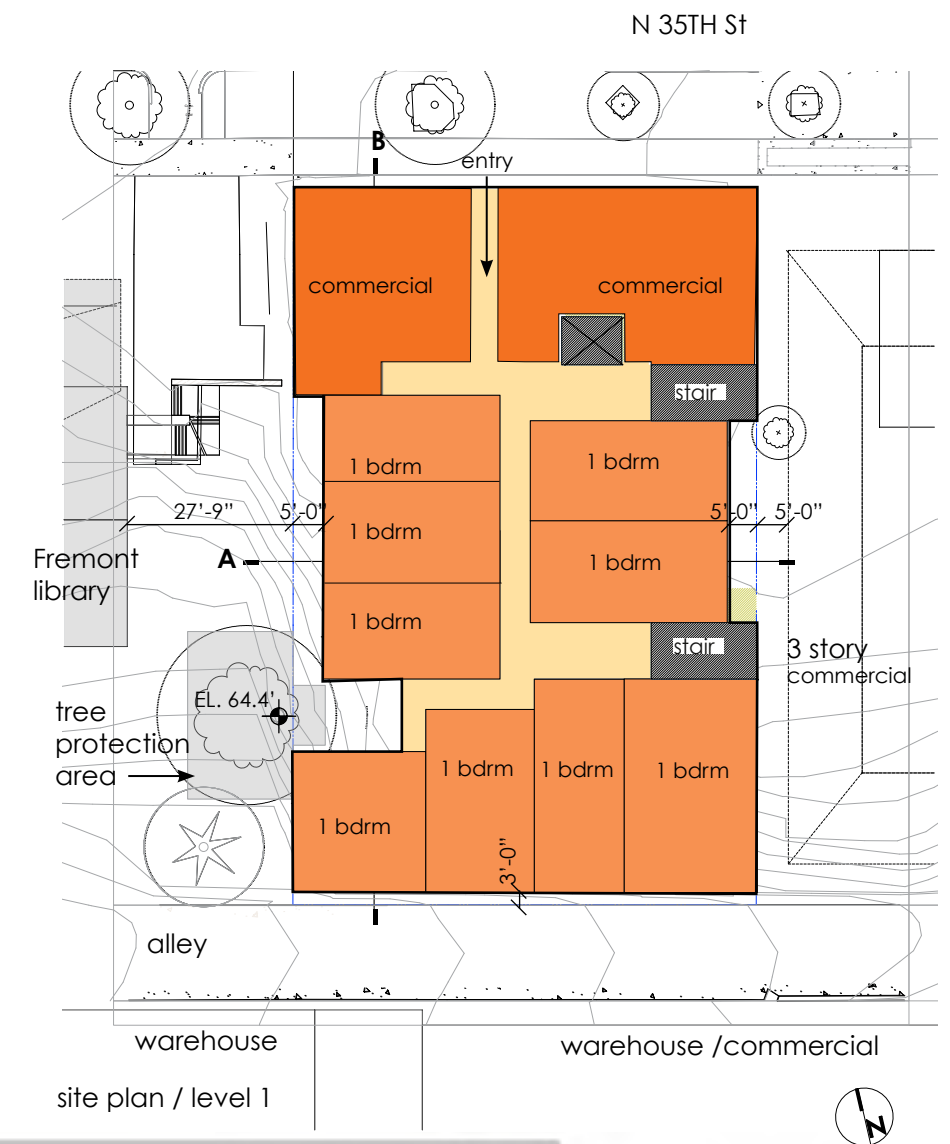 N 35TH St
B
entry
commercial
commercial
stair
1 bdrm
1 bdrm
27'-9"
5'-0"
5'-0"
5'-0"
1 bdrm
A
1 bdrm
Fremont
library
1 bdrm
stair
3 story
commercial
EL. 64.4'
tree
protection
area
1 bdrm
1 bdrm
1 bdrm
1 bdrm
3'-0"
alley
warehouse
warehouse /commercial
site plan / level 1
N